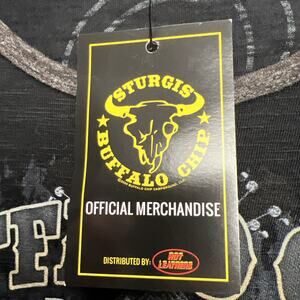 STURGIS
BUFFALO CHIP
OFFICIAL MERCHANDISE
DISTRIBUTED BY: HOT
LEATHERS